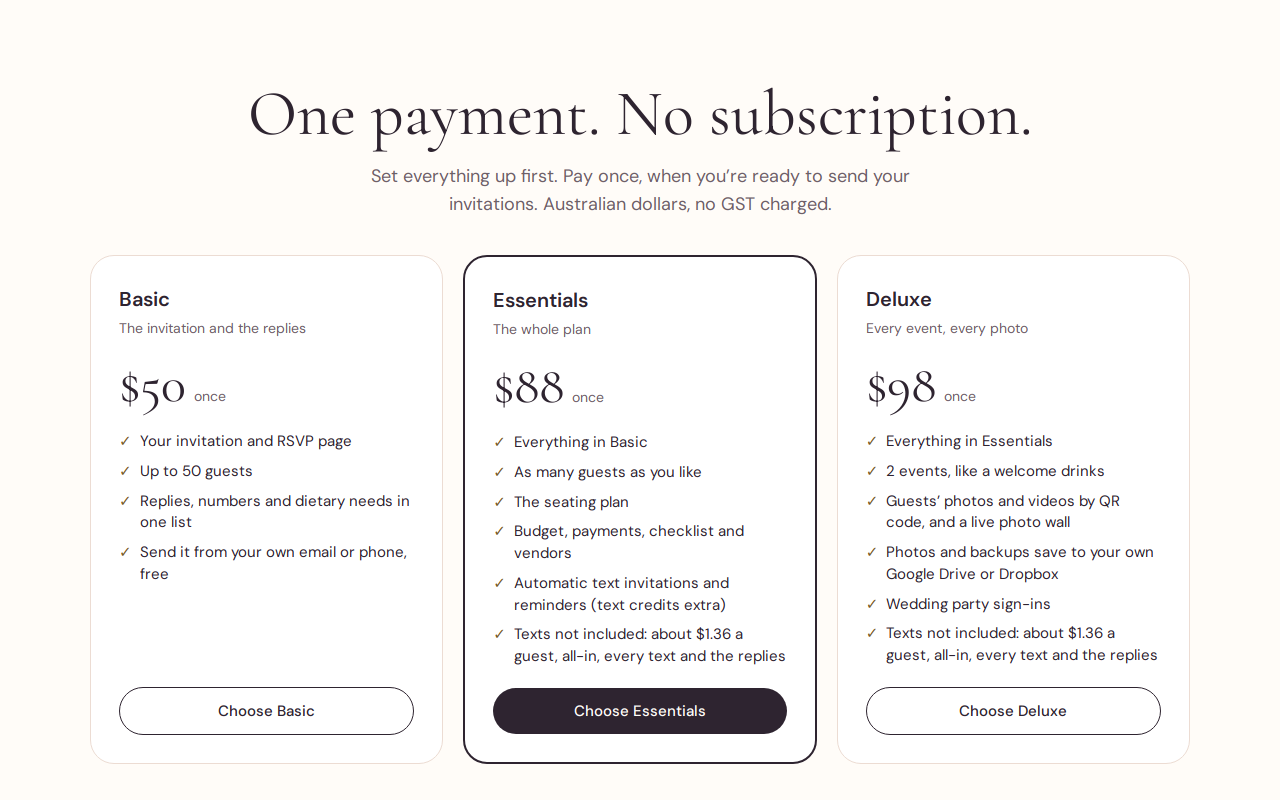 One payment. No subscription.
Set everything up first. Pay once, when you’re ready to send your
invitations. Australian dollars, no GST charged.
Basic
The invitation and the replies
$50 once
✓ Your invitation and RSVP page
✓ Up to 50 guests
✓ Replies, numbers and dietary needs in
one list
✓ Send it from your own email or phone,
free
Choose Basic
Essentials
The whole plan
$88 once
✓ Everything in Basic
✓ As many guests as you like
✓ The seating plan
✓ Budget, payments, checklist and
vendors
✓ Automatic text invitations and
reminders (text credits extra)
✓ Texts not included: about $1.36 a
guest, all-in, every text and the replies
Choose Essentials
Deluxe
Every event, every photo
$98 once
✓ Everything in Essentials
✓ 2 events, like a welcome drinks
✓ Guests’ photos and videos by QR
code, and a live photo wall
✓ Photos and backups save to your own
Google Drive or Dropbox
✓ Wedding party sign-ins
✓ Texts not included: about $1.36 a
guest, all-in, every text and the replies
Choose Deluxe